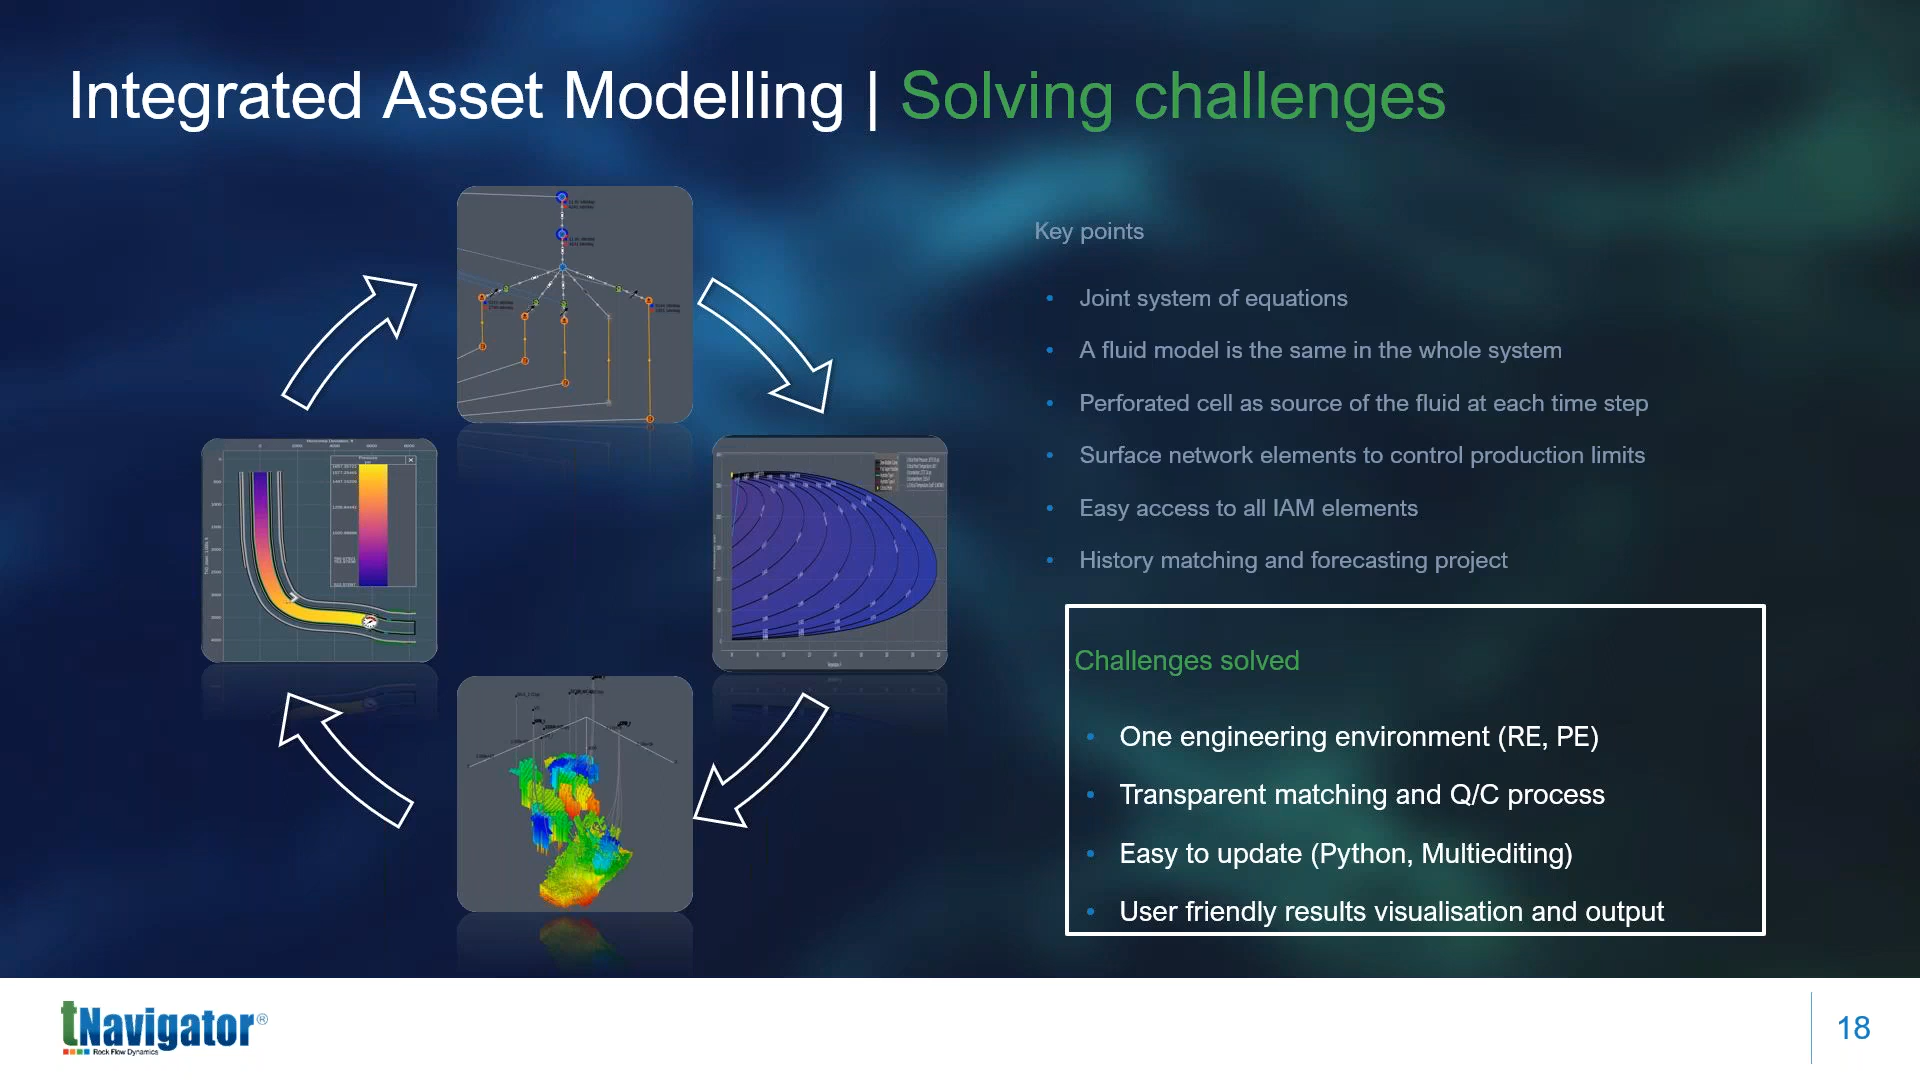 Integrated Asset Modelling | Solving challenges
Key points
• Joint system of equations
• A fluid model is the same in the whole system
• Perforated cell as source of the fluid at each time step
• Surface network elements to control production limits
• Easy access to all IAM elements
• History matching and forecasting project
Challenges solved
• One engineering environment (RE, PE)
• Transparent matching and Q/C process
• Easy to update (Python, Multiediting)
• User friendly results visualisation and output
tNavigator®
Rock Flow Dynamics
18